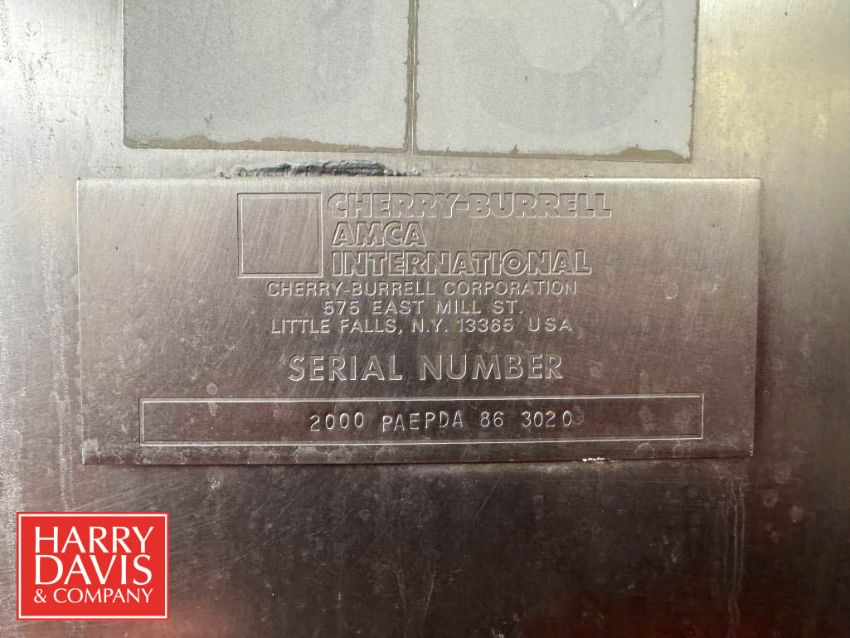 CHERRY-BURRELL
AMCA
INTERNATIONAL
CHERRY-BURRELL CORPORATION
575 EAST MILL ST.
LITTLE FALLS, N.Y. 13365 USA
SERIAL NUMBER
2000 PAEPDA 86 3020
HARRY
DAVIS
& COMPANY